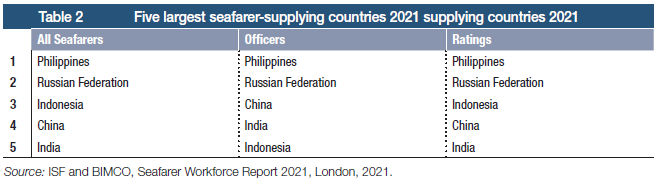 Table 2 Five largest seafarer-supplying countries 2021 supplying countries 2021
All Seafarers Officers Ratings
1 Philippines Philippines Philippines
2 Russian Federation Russian Federation Russian Federation
3 Indonesia China Indonesia
4 China India China
5 India Indonesia India
Source: ISF and BIMCO, Seafarer Workforce Report 2021, London, 2021.